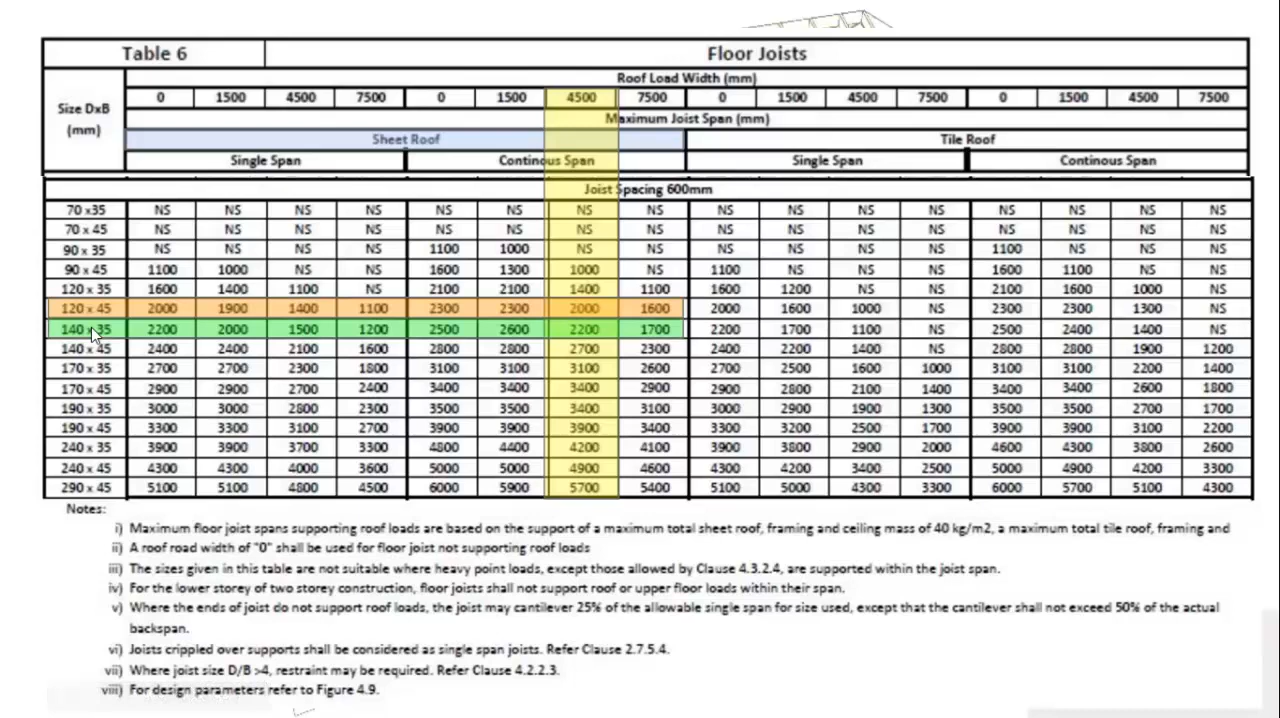 Table 6 Floor Joists
Roof Load Width (mm)
Size DxB (mm) 0 1500 4500 7500 0 1500 4500 7500 0 1500 4500 7500 0 1500 4500 7500
Maximum Joist Span (mm)
Sheet Roof Tile Roof
Single Span Continous Span Single Span Continous Span
Joist Spacing 600mm
70 x35 NS NS NS NS NS NS NS NS NS NS NS NS NS NS NS NS
70 x 45 NS NS NS NS NS NS NS NS NS NS NS NS NS NS NS NS
90 x 35 NS NS NS NS 1100 1000 NS NS NS NS NS NS 1100 NS NS NS
90 x 45 1100 1000 NS NS 1600 1300 1000 NS 1100 NS NS NS 1600 1100 NS NS
120 x 35 1600 1400 1100 NS 2100 2100 1400 1100 1600 1200 NS NS 2100 1600 1000 NS
120 x 45 2000 1900 1400 1100 2300 2300 2000 1600 2000 1600 1000 NS 2300 2300 1300 NS
140 x 35 2200 2000 1500 1200 2500 2600 2200 1700 2200 1700 1100 NS 2500 2400 1400 NS
140 x 45 2400 2400 2100 1600 2800 2800 2700 2300 2400 2200 1400 NS 2800 2800 1900 1200
170 x 35 2700 2700 2300 1800 3100 3100 3100 2600 2700 2500 1600 1000 3100 3100 2200 1400
170 x 45 2900 2900 2700 2400 3400 3400 3400 2900 2900 2800 2100 1400 3400 3400 2600 1800
190 x 35 3000 3000 2800 2300 3500 3500 3400 3100 3000 2900 1900 1300 3500 3500 2700 1700
190 x 45 3300 3300 3100 2700 3900 3900 3900 3400 3300 3200 2500 1700 3900 3900 3100 2200
240 x 35 3900 3900 3700 3300 4800 4400 4200 4100 3900 3800 2900 2000 4600 4300 3800 2600
240 x 45 4300 4300 4000 3600 5000 5000 4900 4600 4300 4200 3400 2500 5000 4900 4200 3300
290 x 45 5100 5100 4800 4500 6000 5900 5700 5400 5100 5000 4300 3300 6000 5700 5100 4300
Notes:
i) Maximum floor joist spans supporting roof loads are based on the support of a maximum total sheet roof, framing and ceiling mass of 40 kg/m2, a maximum total tile roof, framing and
ii) A roof road width of "0" shall be used for floor joist not supporting roof loads
iii) The sizes given in this table are not suitable where heavy point loads, except those allowed by Clause 4.3.2.4, are supported within the joist span.
iv) For the lower storey of two storey construction, floor joists shall not support roof or upper floor loads within their span.
v) Where the ends of joist do not support roof loads, the joist may cantilever 25% of the allowable single span for size used, except that the cantilever shall not exceed 50% of the actual
backspan.
vi) Joists crippled over supports shall be considered as single span joists. Refer Clause 2.7.5.4.
vii) Where joist size D/B >4, restraint may be required. Refer Clause 4.2.2.3.
viii) For design parameters refer to Figure 4.9.